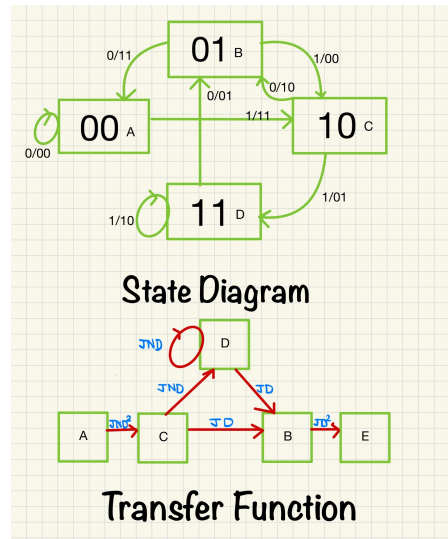 01 B
0/11
1/00
0/10
0/01
00 A
1/11
10 C
0/00
11 D
1/10
1/01
State Diagram
D
JND
JND
JD
A
JND²
C
JD
B
JD²
E
Transfer Function